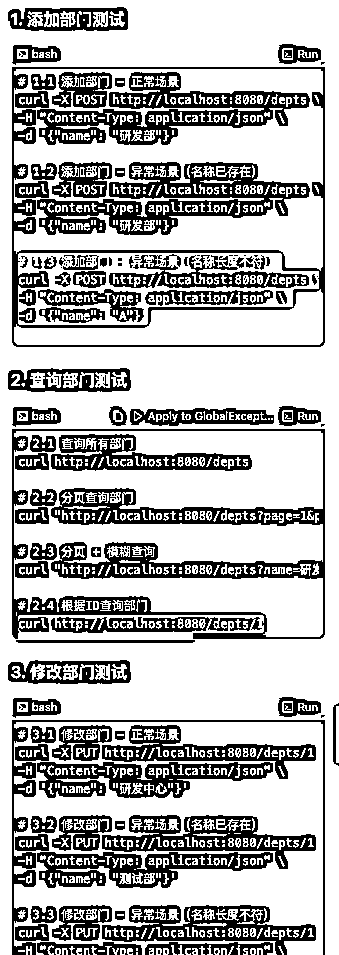 1. 添加部门测试
bash Run
# 1.1 添加部门 - 正常场景
curl -X POST http://localhost:8080/depts \
-H "Content-Type: application/json" \
-d '{"name": "研发部"}'
# 1.2 添加部门 - 异常场景 (名称已存在)
curl -X POST http://localhost:8080/depts \
-H "Content-Type: application/json" \
-d '{"name": "研发部"}'
# 1.3 添加部门 - 异常场景 (名称长度不符)
curl -X POST http://localhost:8080/depts \
-H "Content-Type: application/json" \
-d '{"name": "A"}'
2. 查询部门测试
bash Apply to GlobalExcept... Run
# 2.1 查询所有部门
curl http://localhost:8080/depts
# 2.2 分页查询部门
curl "http://localhost:8080/depts?page=1&p
# 2.3 分页 + 模糊查询
curl "http://localhost:8080/depts?name=研发
# 2.4 根据ID查询部门
curl http://localhost:8080/depts/1
3. 修改部门测试
bash Run
# 3.1 修改部门 - 正常场景
curl -X PUT http://localhost:8080/depts/1
-H "Content-Type: application/json" \
-d '{"name": "研发中心"}'
# 3.2 修改部门 - 异常场景 (名称已存在)
curl -X PUT http://localhost:8080/depts/1
-H "Content-Type: application/json" \
-d '{"name": "测试部"}'
# 3.3 修改部门 - 异常场景 (名称长度不符)
curl -X PUT http://localhost:8080/depts/1
-H "Content-Type: application/json" \